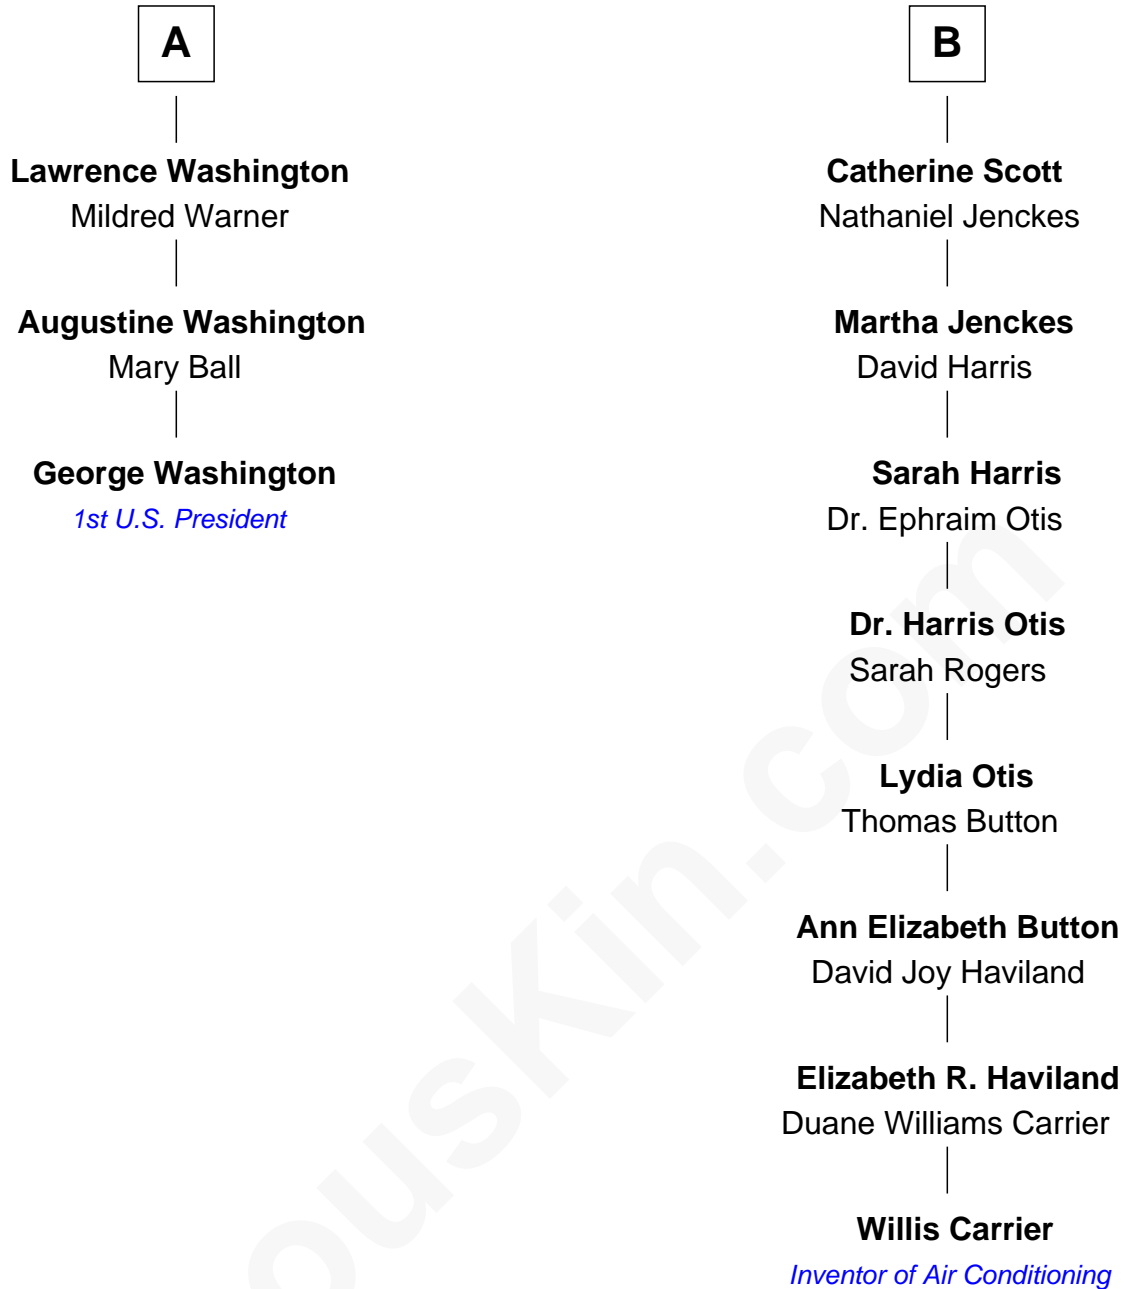 A
Lawrence Washington
Mildred Warner
Augustine Washington
Mary Ball
George Washington
1st U.S. President
B
Catherine Scott
Nathaniel Jenckes
Martha Jenckes
David Harris
Sarah Harris
Dr. Ephraim Otis
Dr. Harris Otis
Sarah Rogers
Lydia Otis
Thomas Button
Ann Elizabeth Button
David Joy Haviland
Elizabeth R. Haviland
Duane Williams Carrier
Willis Carrier
Inventor of Air Conditioning
ousKin.com